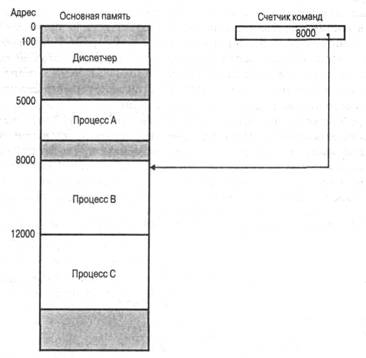 Адрес Основная память Счетчик команд
0 8000
100
Диспетчер
5000
Процесс A
8000
Процесс B
12000
Процесс C